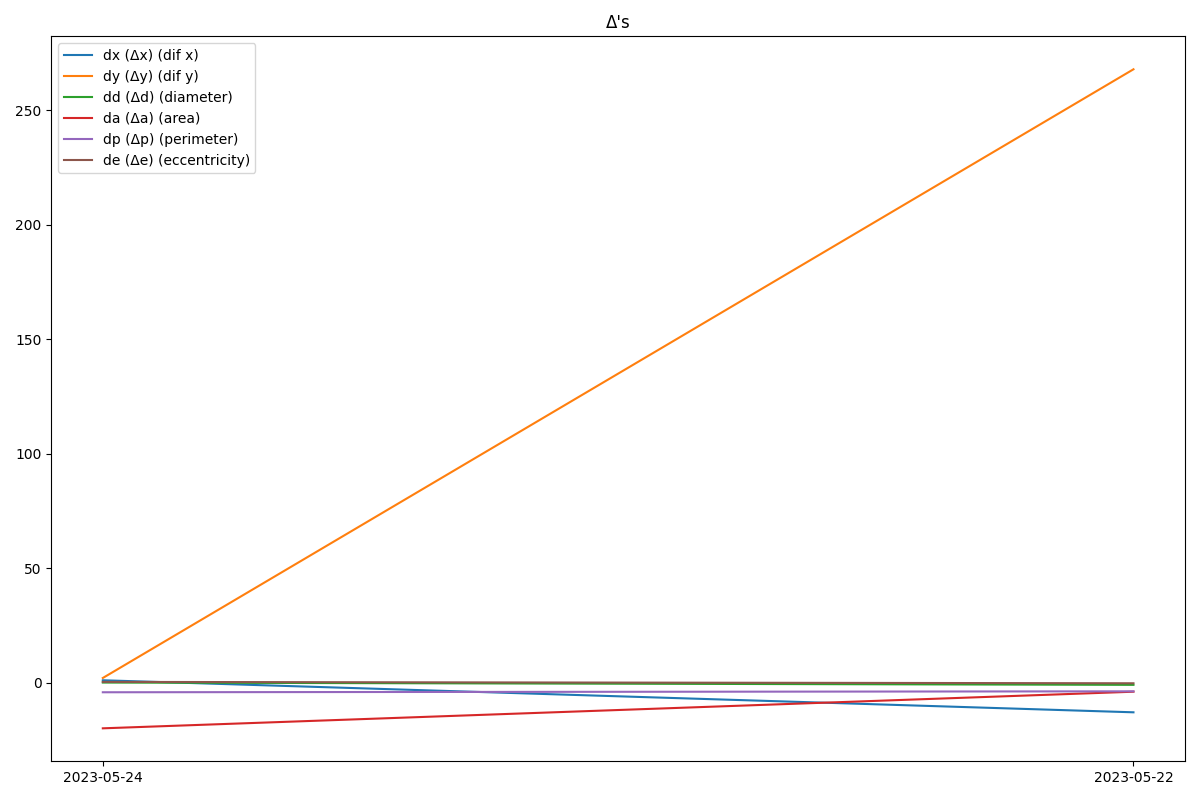 Δ's
dx (Δx) (dif x)
dy (Δy) (dif y)
dd (Δd) (diameter)
da (Δa) (area)
dp (Δp) (perimeter)
de (Δe) (eccentricity)
250
200
150
100
50
0
2023-05-24
2023-05-22